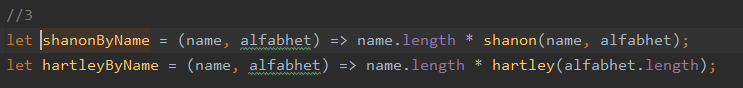 //3
let shanonByName = (name, alfabhet) => name.length * shanon(name, alfabhet);
let hartleyByName = (name, alfabhet) => name.length * hartley(alfabhet.length);